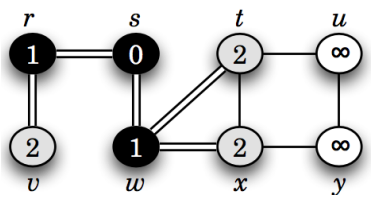 r s t u
1 0 2 ∞
2 1 2 ∞
v w x y